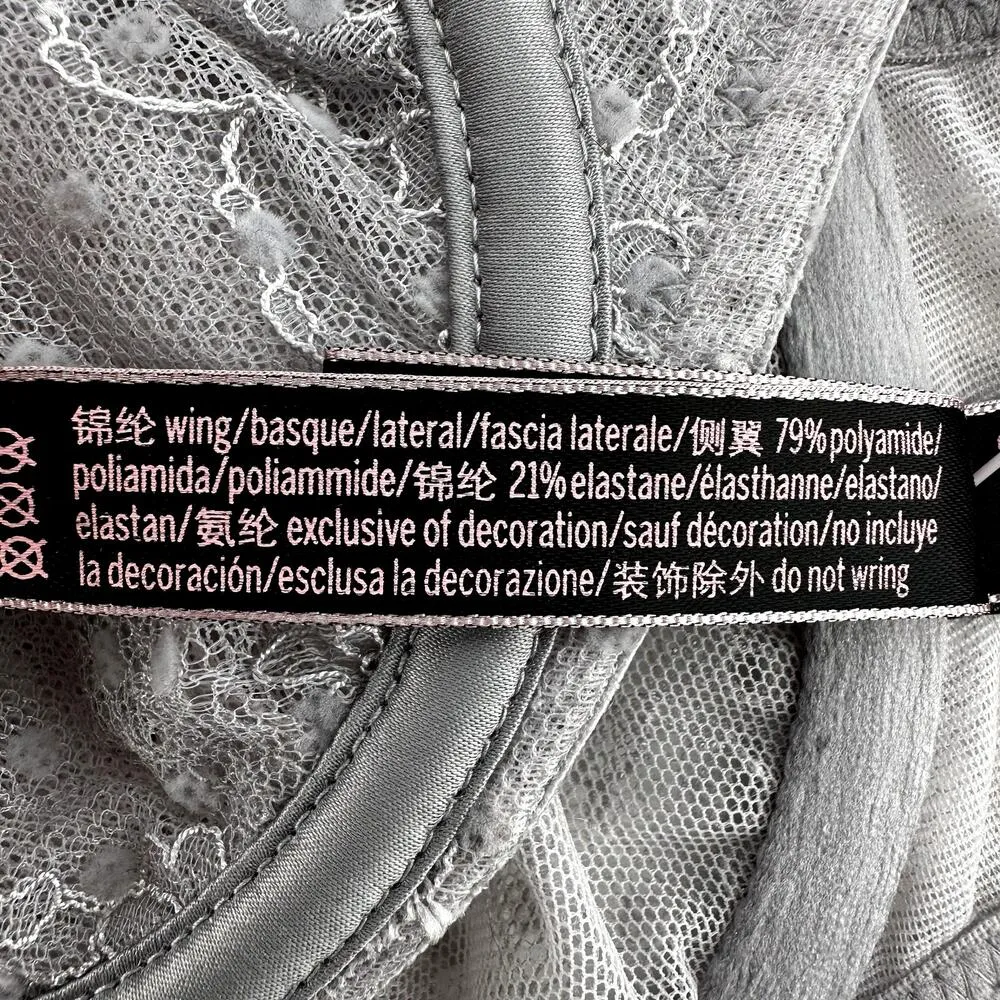 锦纶 wing/basque/lateral/fascia laterale/侧翼 79% polyamide/
poliamida/poliammide/锦纶 21% elastane/élasthanne/elastano/
elastan/氨纶 exclusive of decoration/sauf décoration/no incluye
la decoración/esclusa la decorazione/装饰除外 do not wring